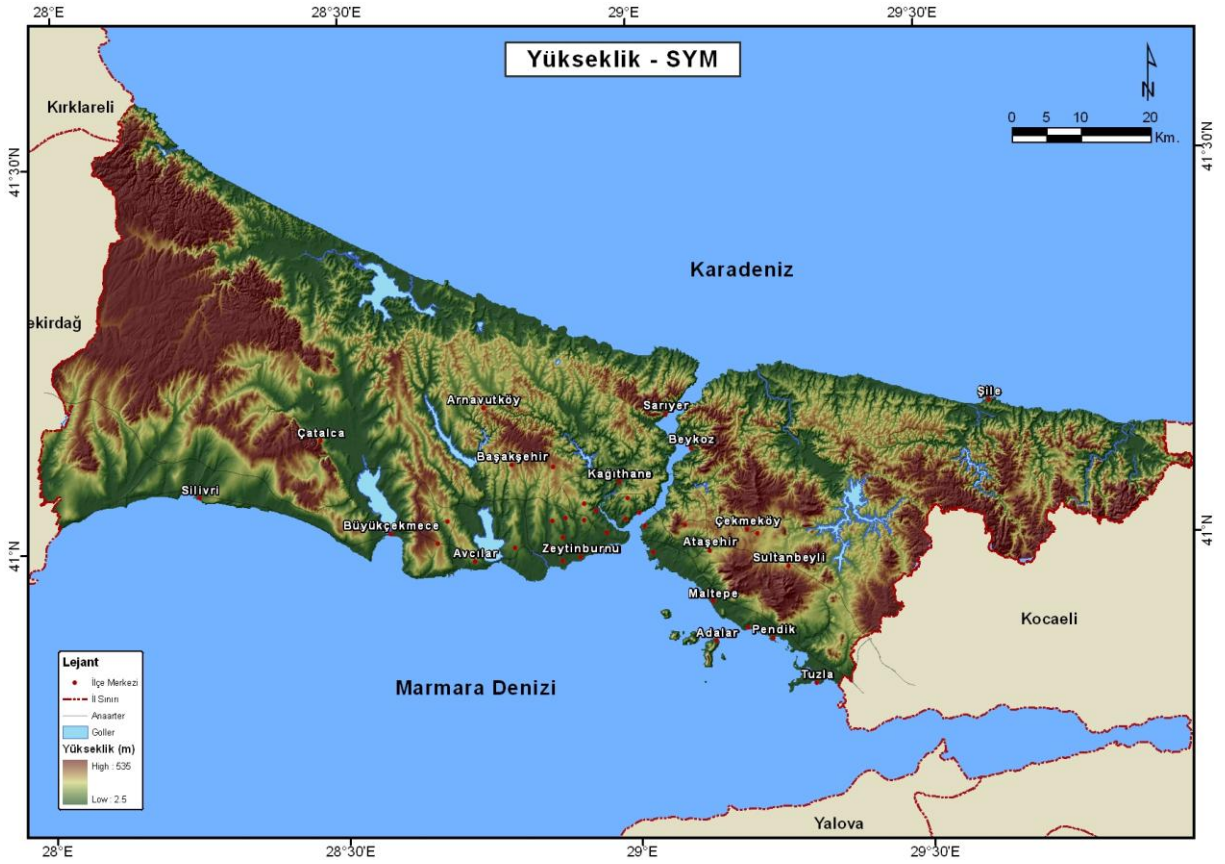 28°E
28°30'E
29°E
29°30'E
Yükseklik - SYM
N
0 5 10 20
Km.
Kırklareli
41°30'N
41°30'N
Karadeniz
ekirdağ
Şile
Arnavutköy
Sarıyer
Çatalca
Beykoz
Başakşehir
Kağıthane
Silivri
Büyükçekmece
Çekmeköy
Ataşehir
Zeytinburnu
Avcılar
Sultanbeyli
41°N
41°N
Maltepe
Kocaeli
Adalar
Pendik
Tuzla
Marmara Denizi
Lejant
İlçe Merkezi
İl Sınırı
Anaarter
Göller
Yükseklik (m)
High : 535
Low : 2.5
Yalova
28°E
28°30'E
29°E
29°30'E